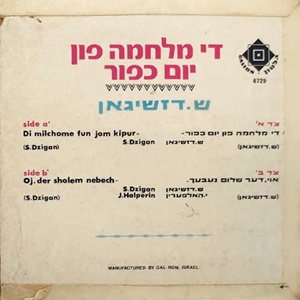 די מלחמה פון
יום כפור
6729
ש. דזשיגאן
side a'
צד א'
Di milchome fun jom kipur-
די מלחמה פון יום כפור-
(S.Dzigan)
S.Dzigan
ש.דזשיגאן
(ש.דזשיגאן)
side b'
צד ב'
Oj, der sholem nebech-
אוי, דער שלום נעבעך-
(S.Dzigan)
S.Dzigan
ש.דזשיגאן
(ש.דזשיגאן)
J.Halperin
י.האלפערין
MANUFACTURED BY GAL-RON, ISRAEL